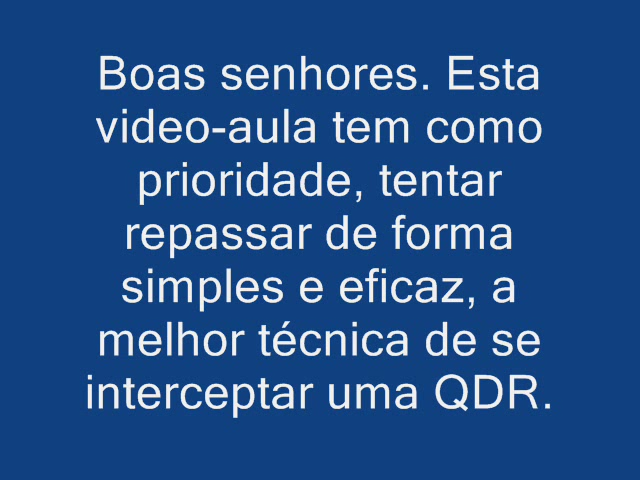 Boas senhores. Esta
video-aula tem como
prioridade, tentar
repassar de forma
simples e eficaz, a
melhor técnica de se
interceptar uma QDR.